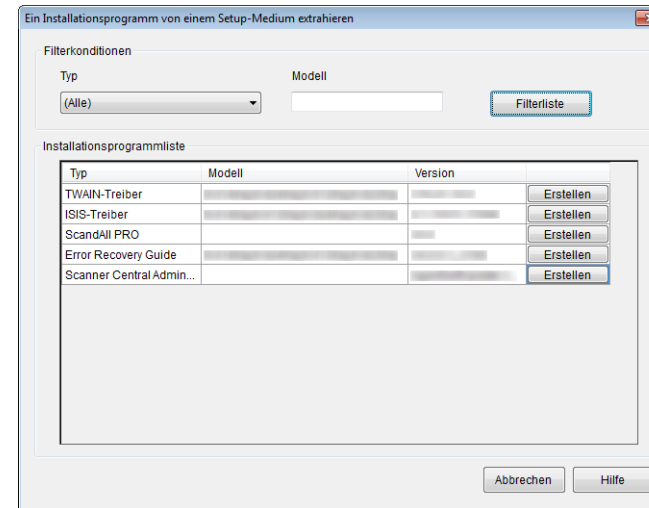 Ein Installationsprogramm von einem Setup-Medium extrahieren
Filterkonditionen
Typ Modell
(Alle) Filterliste
Installationsprogrammliste
Typ Modell Version
TWAIN-Treiber Erstellen
ISIS-Treiber Erstellen
ScandAll PRO Erstellen
Error Recovery Guide Erstellen
Scanner Central Admin... Erstellen
Abbrechen Hilfe